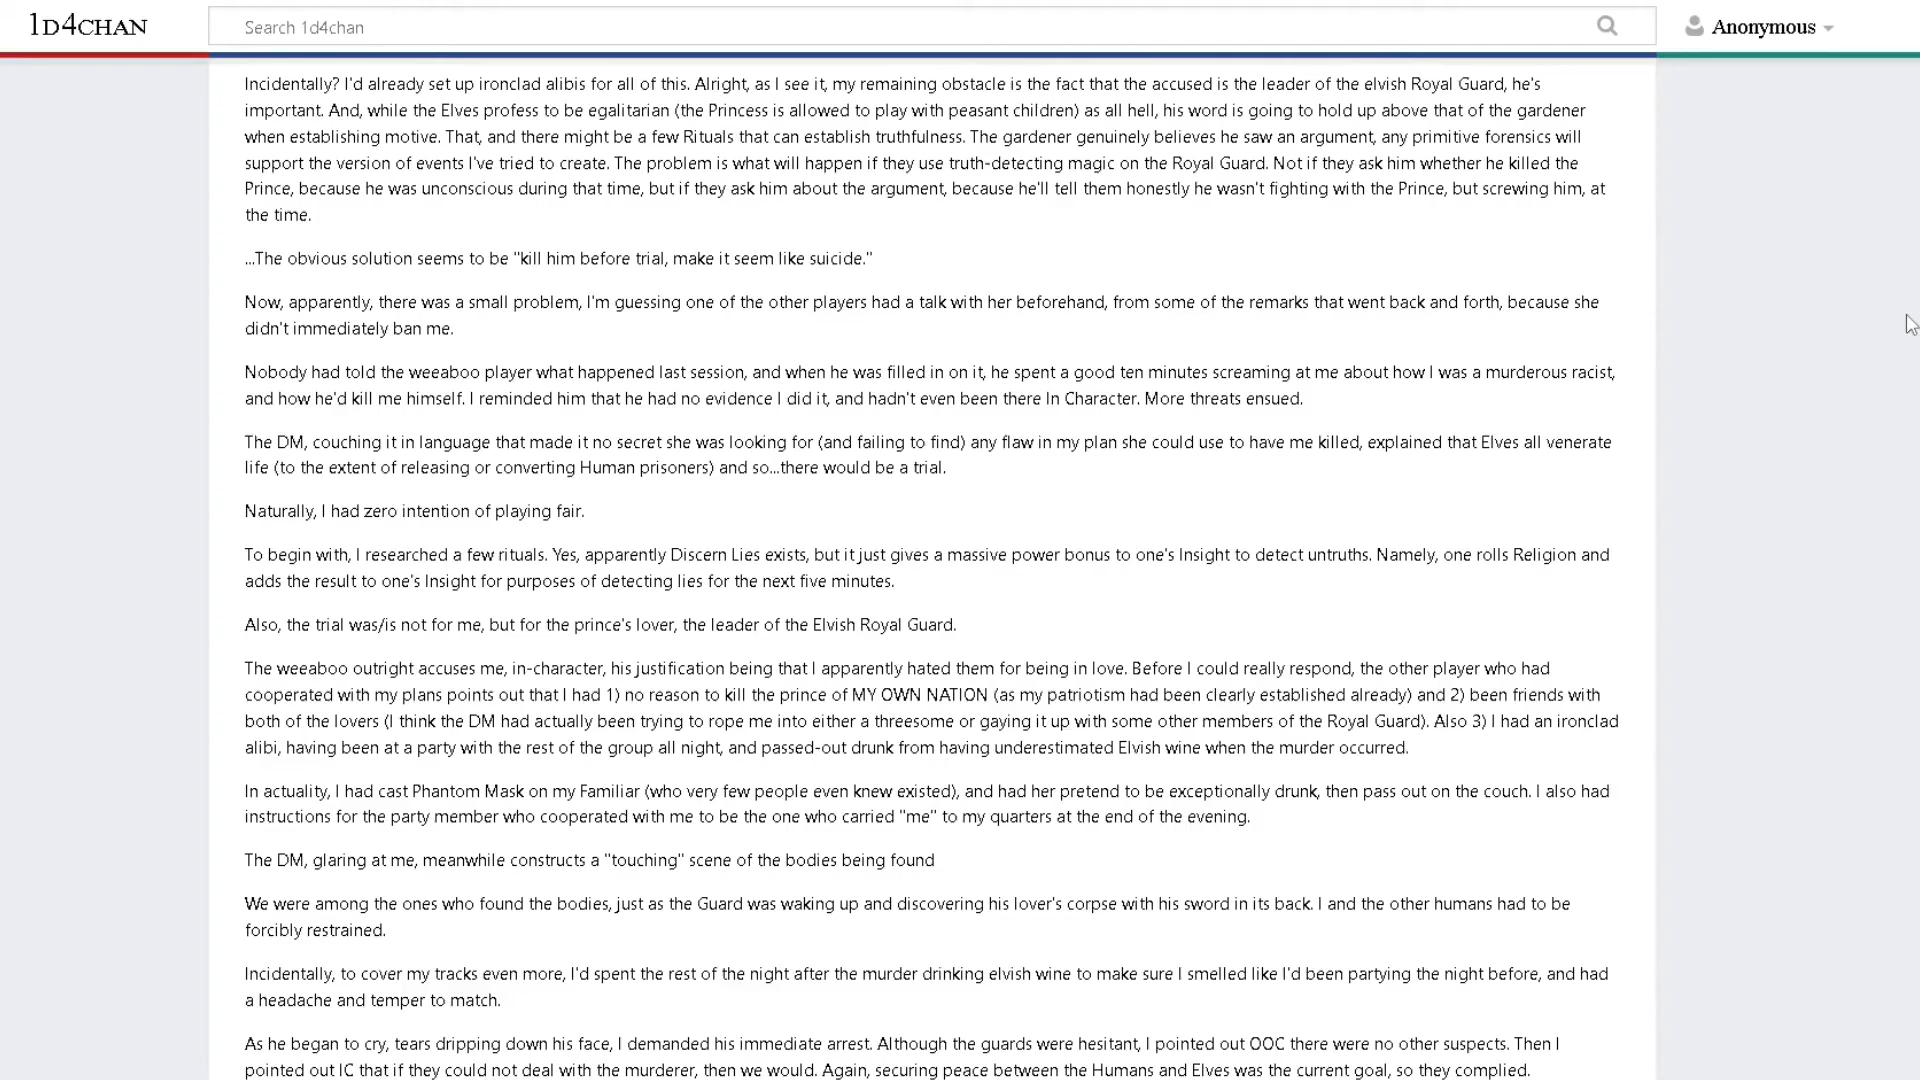 1D4CHAN
Search 1d4chan
Anonymous
Incidentally? I'd already set up ironclad alibis for all of this. Alright, as I see it, my remaining obstacle is the fact that the accused is the leader of the elvish Royal Guard, he's
important. And, while the Elves profess to be egalitarian (the Princess is allowed to play with peasant children) as all hell, his word is going to hold up above that of the gardener
when establishing motive. That, and there might be a few Rituals that can establish truthfulness. The gardener genuinely believes he saw an argument, any primitive forensics will
support the version of events I've tried to create. The problem is what will happen if they use truth-detecting magic on the Royal Guard. Not if they ask him whether he killed the
Prince, because he was unconscious during that time, but if they ask him about the argument, because he'll tell them honestly he wasn't fighting with the Prince, but screwing him, at
the time.
...The obvious solution seems to be "kill him before trial, make it seem like suicide."
Now, apparently, there was a small problem, I'm guessing one of the other players had a talk with her beforehand, from some of the remarks that went back and forth, because she
didn't immediately ban me.
Nobody had told the weeaboo player what happened last session, and when he was filled in on it, he spent a good ten minutes screaming at me about how I was a murderous racist,
and how he'd kill me himself. I reminded him that he had no evidence I did it, and hadn't even been there In Character. More threats ensued.
The DM, couching it in language that made it no secret she was looking for (and failing to find) any flaw in my plan she could use to have me killed, explained that Elves all venerate
life (to the extent of releasing or converting Human prisoners) and so...there would be a trial.
Naturally, I had zero intention of playing fair.
To begin with, I researched a few rituals. Yes, apparently Discern Lies exists, but it just gives a massive power bonus to one's Insight to detect untruths. Namely, one rolls Religion and
adds the result to one's Insight for purposes of detecting lies for the next five minutes.
Also, the trial was/is not for me, but for the prince's lover, the leader of the Elvish Royal Guard.
The weeaboo outright accuses me, in-character, his justification being that I apparently hated them for being in love. Before I could really respond, the other player who had
cooperated with my plans points out that I had 1) no reason to kill the prince of MY OWN NATION (as my patriotism had been clearly established already) and 2) been friends with
both of the lovers (I think the DM had actually been trying to rope me into either a threesome or gaying it up with some other members of the Royal Guard). Also 3) I had an ironclad
alibi, having been at a party with the rest of the group all night, and passed-out drunk from having underestimated Elvish wine when the murder occurred.
In actuality, I had cast Phantom Mask on my Familiar (who very few people even knew existed), and had her pretend to be exceptionally drunk, then pass out on the couch. I also had
instructions for the party member who cooperated with me to be the one who carried "me" to my quarters at the end of the evening.
The DM, glaring at me, meanwhile constructs a "touching" scene of the bodies being found
We were among the ones who found the bodies, just as the Guard was waking up and discovering his lover's corpse with his sword in its back. I and the other humans had to be
forcibly restrained.
Incidentally, to cover my tracks even more, I'd spent the rest of the night after the murder drinking elvish wine to make sure I smelled like I'd been partying the night before, and had
a headache and temper to match.
As he began to cry, tears dripping down his face, I demanded his immediate arrest. Although the guards were hesitant, I pointed out OOC there were no other suspects. Then I
pointed out IC that if they could not deal with the murderer, then we would. Again, securing peace between the Humans and Elves was the current goal, so they complied.